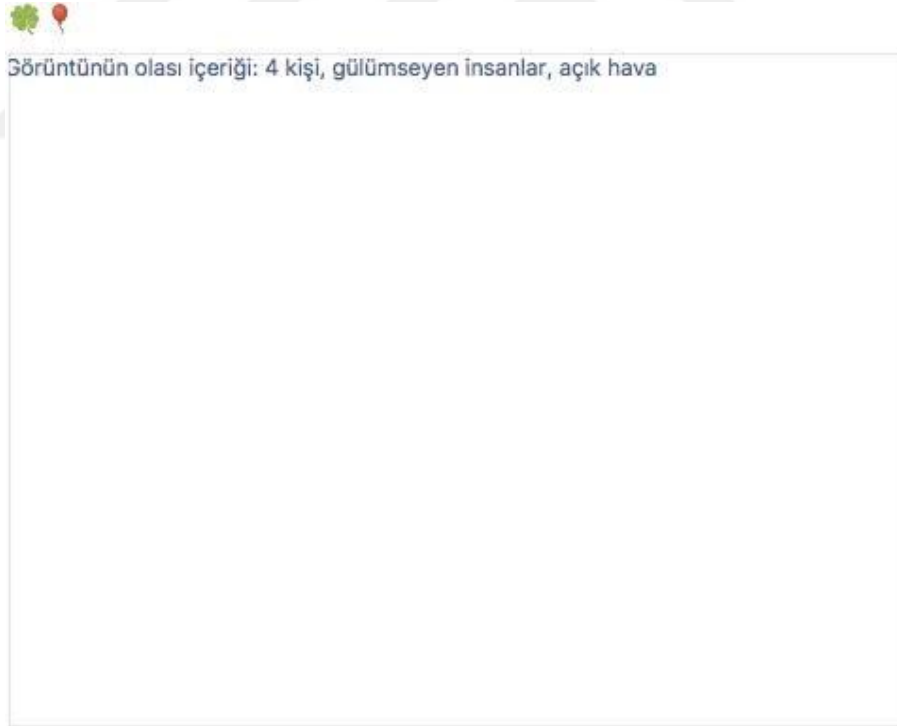 🍀🎈
Görüntünün olası içeriği: 4 kişi, gülümseyen insanlar, açık hava